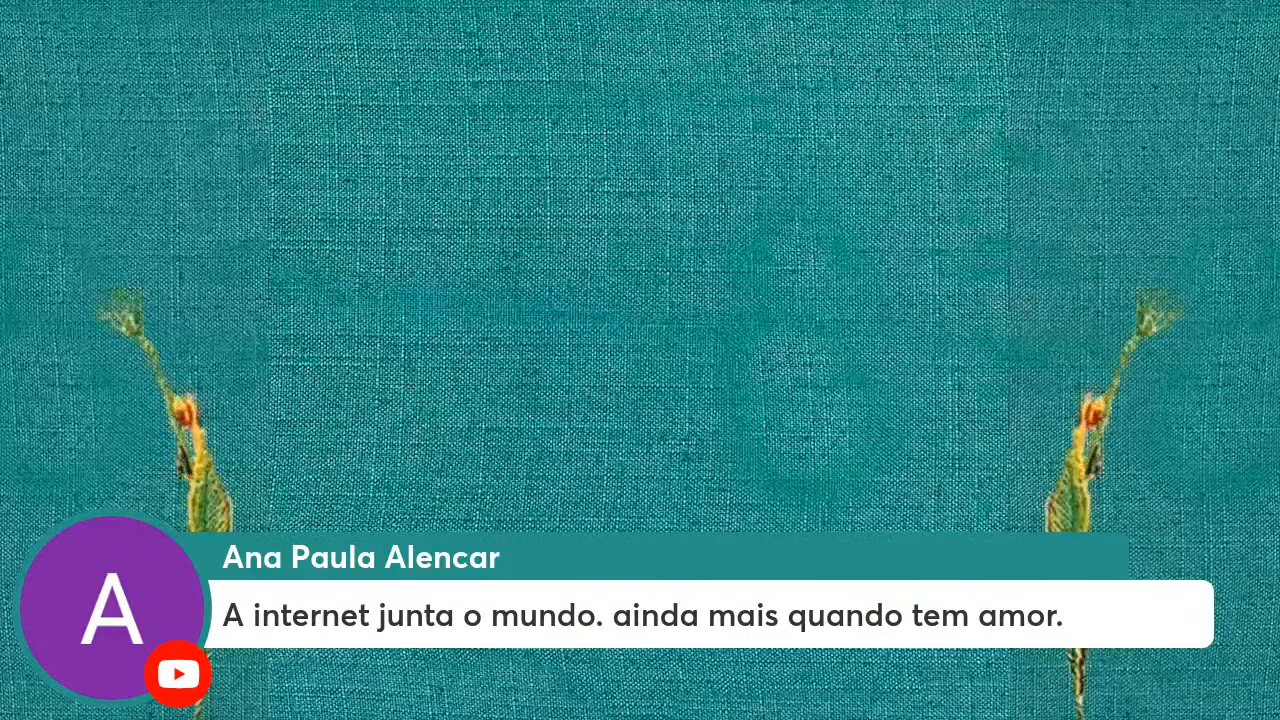 Ana Paula Alencar
A
A internet junta o mundo. ainda mais quando tem amor.